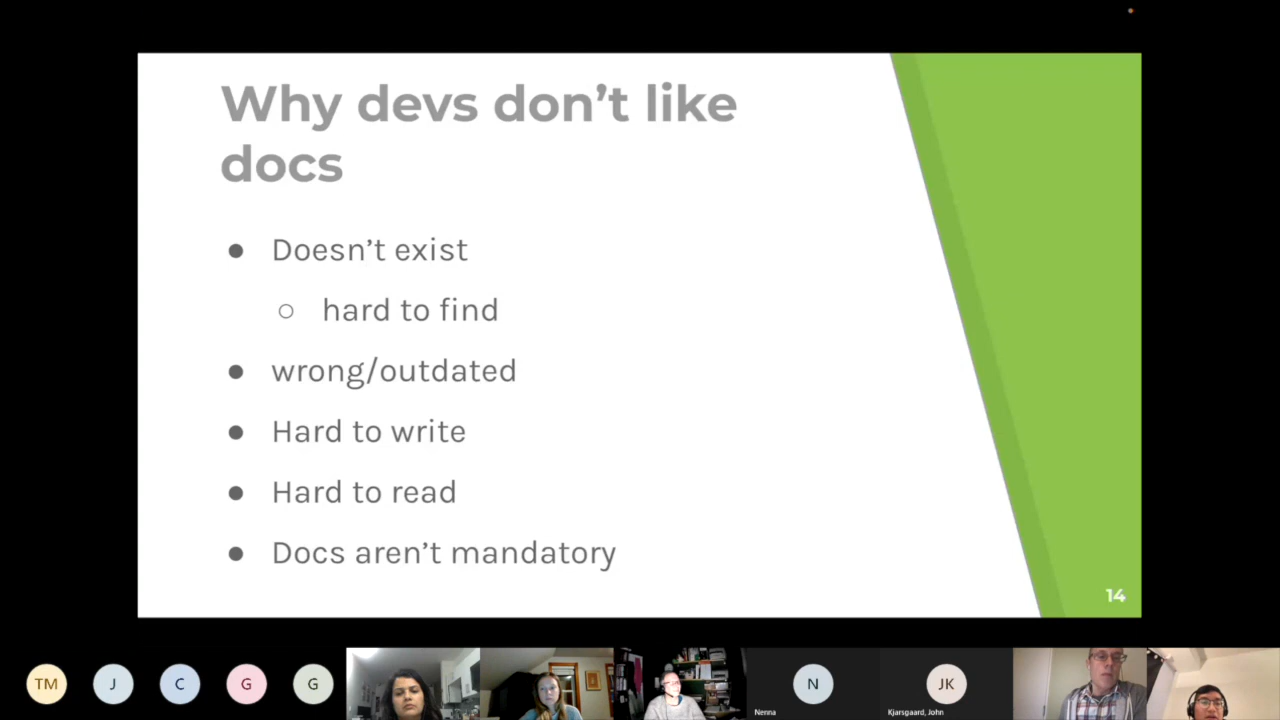 Why devs don’t like
docs
● Doesn’t exist
○ hard to find
● wrong/outdated
● Hard to write
● Hard to read
● Docs aren’t mandatory
14
TM
J
C
G
G
N
Nenna
JK
Kjarsgaard, John